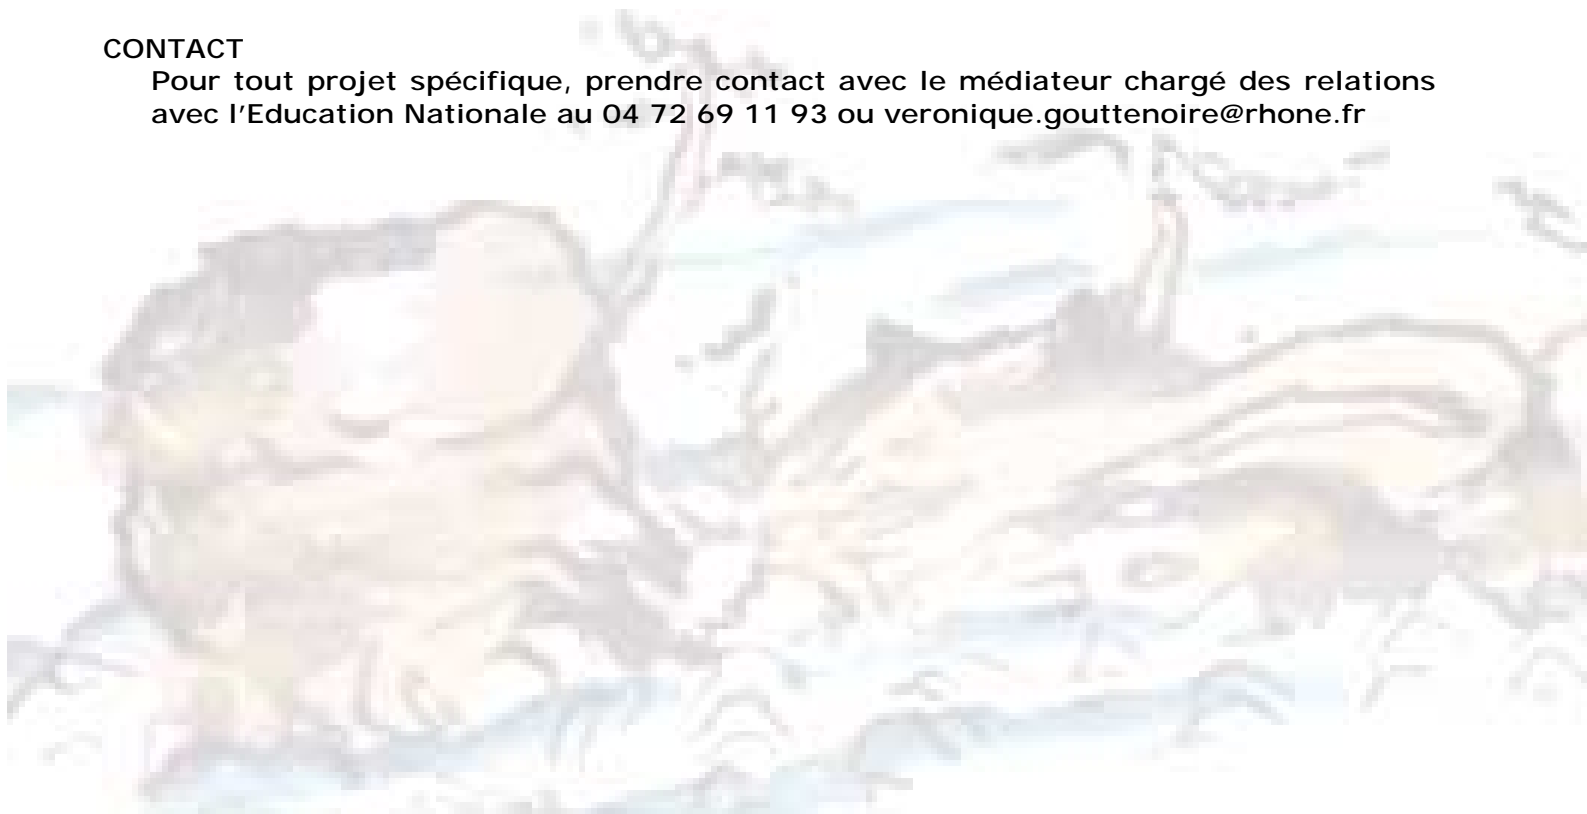 CONTACT
Pour tout projet spécifique, prendre contact avec le médiateur chargé des relations
avec l'Education Nationale au 04 72 69 11 93 ou veronique.gouttenoire@rhone.fr